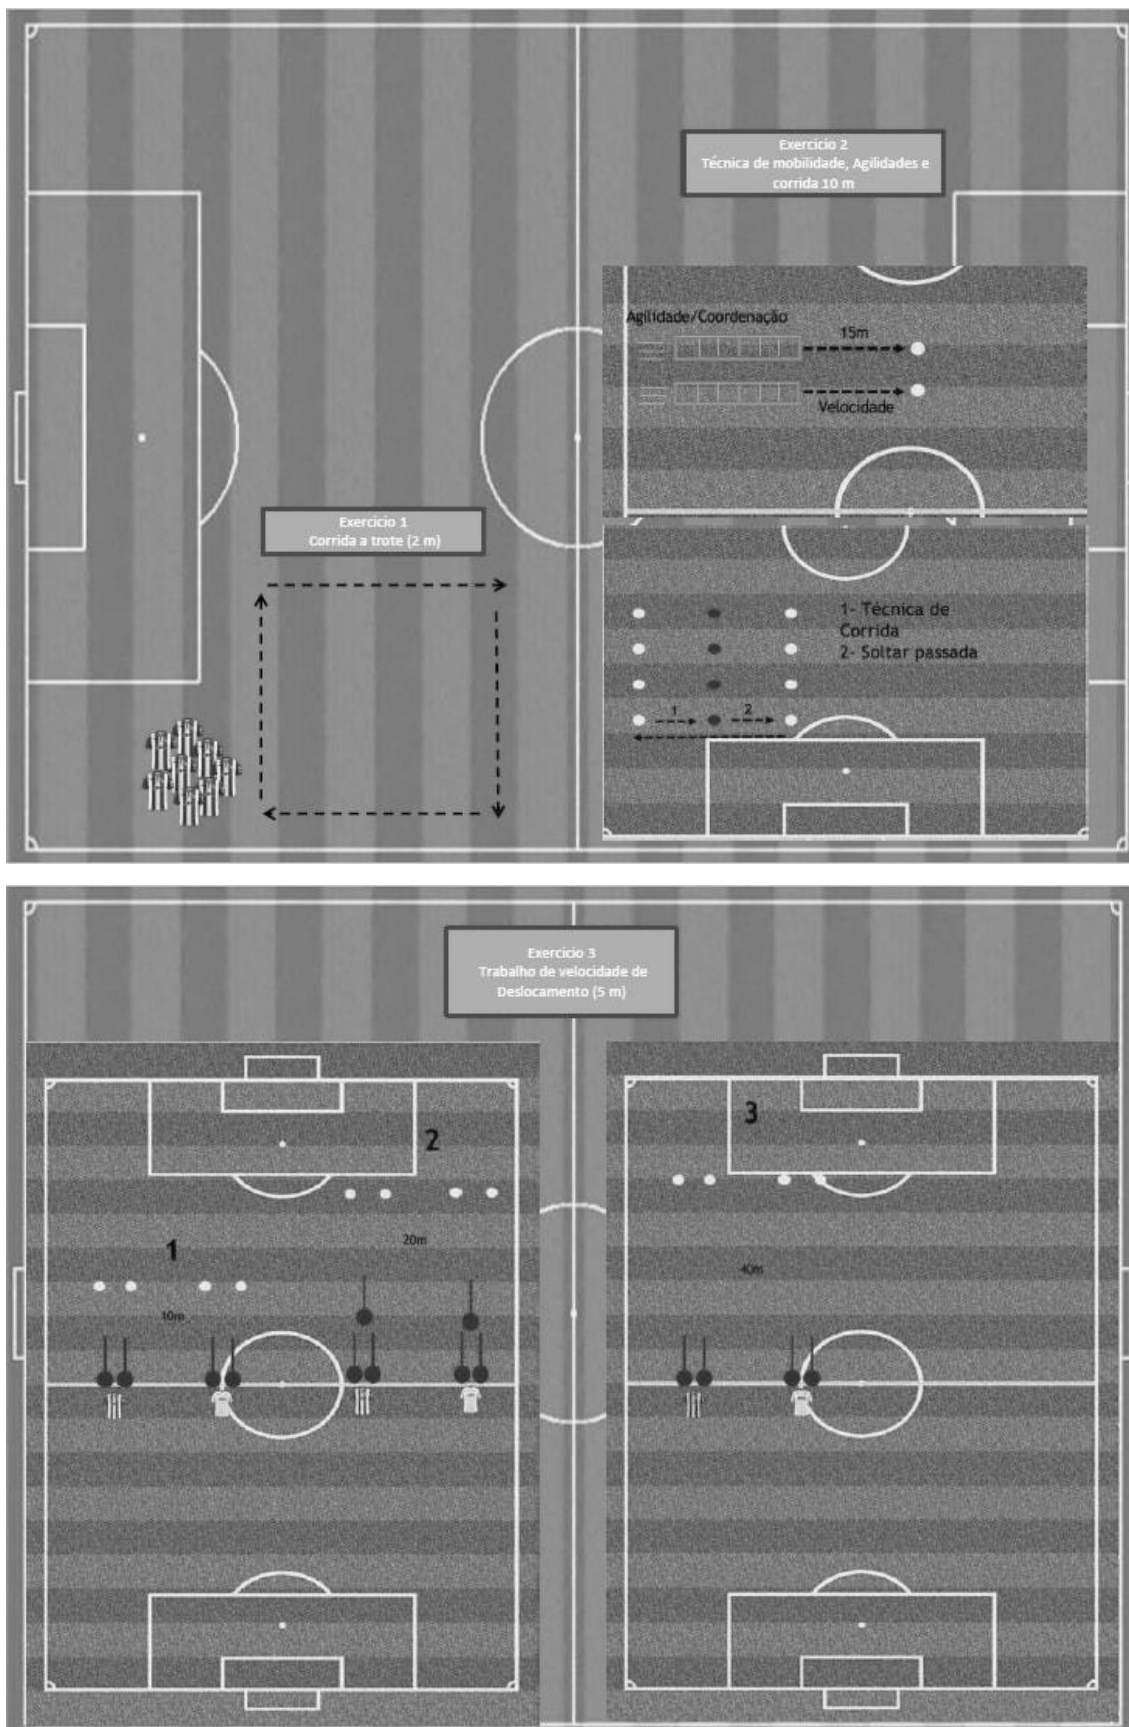 Exercicio 2
Técnica de mobilidade, Agilidades e
corrida 10 m
Agilidade/Coordenação
15m
Velocidade
Exercicio 1
Corrida a trote (2 m)
1- Técnica de
Corrida
2- Soltar passada
1
2
Exercicio 3
Trabalho de velocidade de
Deslocamento (5 m)
2
20m
1
10m
3
40m